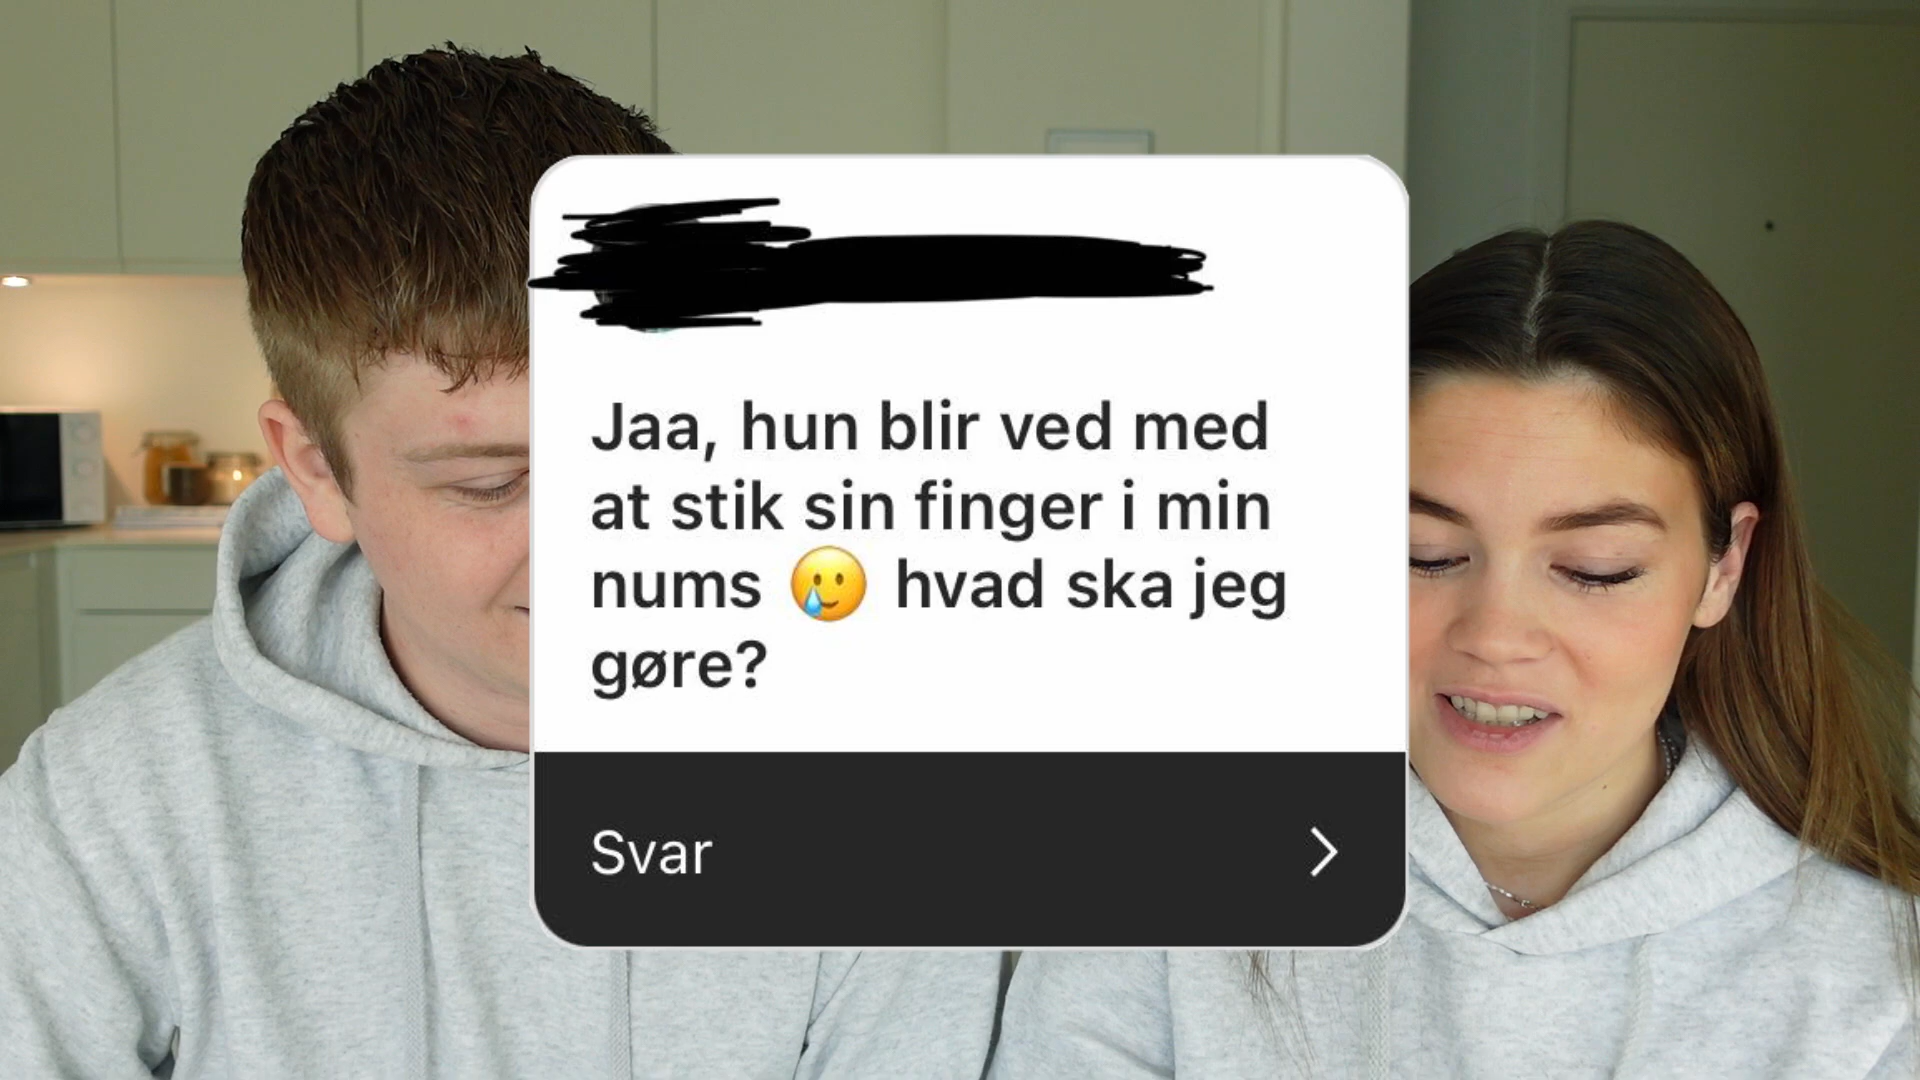 Jaa, hun blir ved med
at stik sin finger i min
nums 🥲 hvad ska jeg
gøre?
Svar